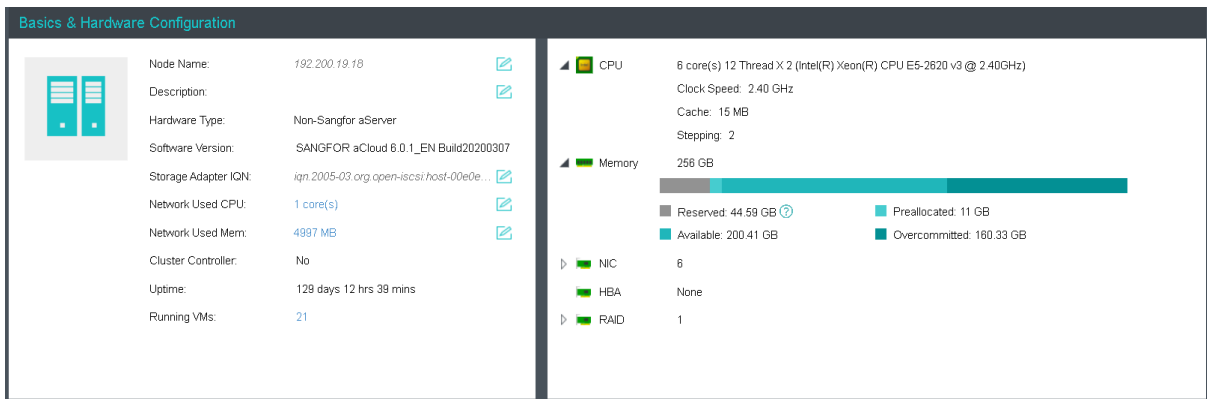 Basics & Hardware Configuration
Node Name: 192.200.19.18
Description:
Hardware Type: Non-Sangfor aServer
Software Version: SANGFOR aCloud 6.0.1_EN Build20200307
Storage Adapter IQN: iqn.2005-03.org.open-iscsi:host-00e0e...
Network Used CPU: 1 core(s)
Network Used Mem: 4997 MB
Cluster Controller: No
Uptime: 129 days 12 hrs 39 mins
Running VMs: 21
CPU 6 core(s) 12 Thread X 2 (Intel(R) Xeon(R) CPU E5-2620 v3 @ 2.40GHz)
Clock Speed: 2.40 GHz
Cache: 15 MB
Stepping: 2
Memory 256 GB
Reserved: 44.59 GB ? Preallocated: 11 GB
Available: 200.41 GB Overcommitted: 160.33 GB
NIC 6
HBA None
RAID 1